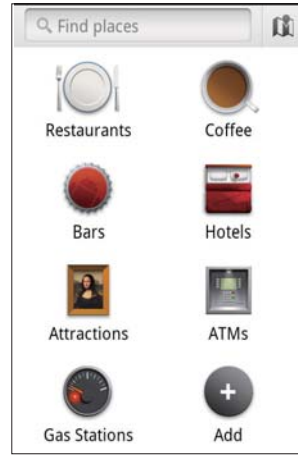 Find places
Restaurants Coffee
Bars Hotels
Attractions ATMs
Gas Stations Add